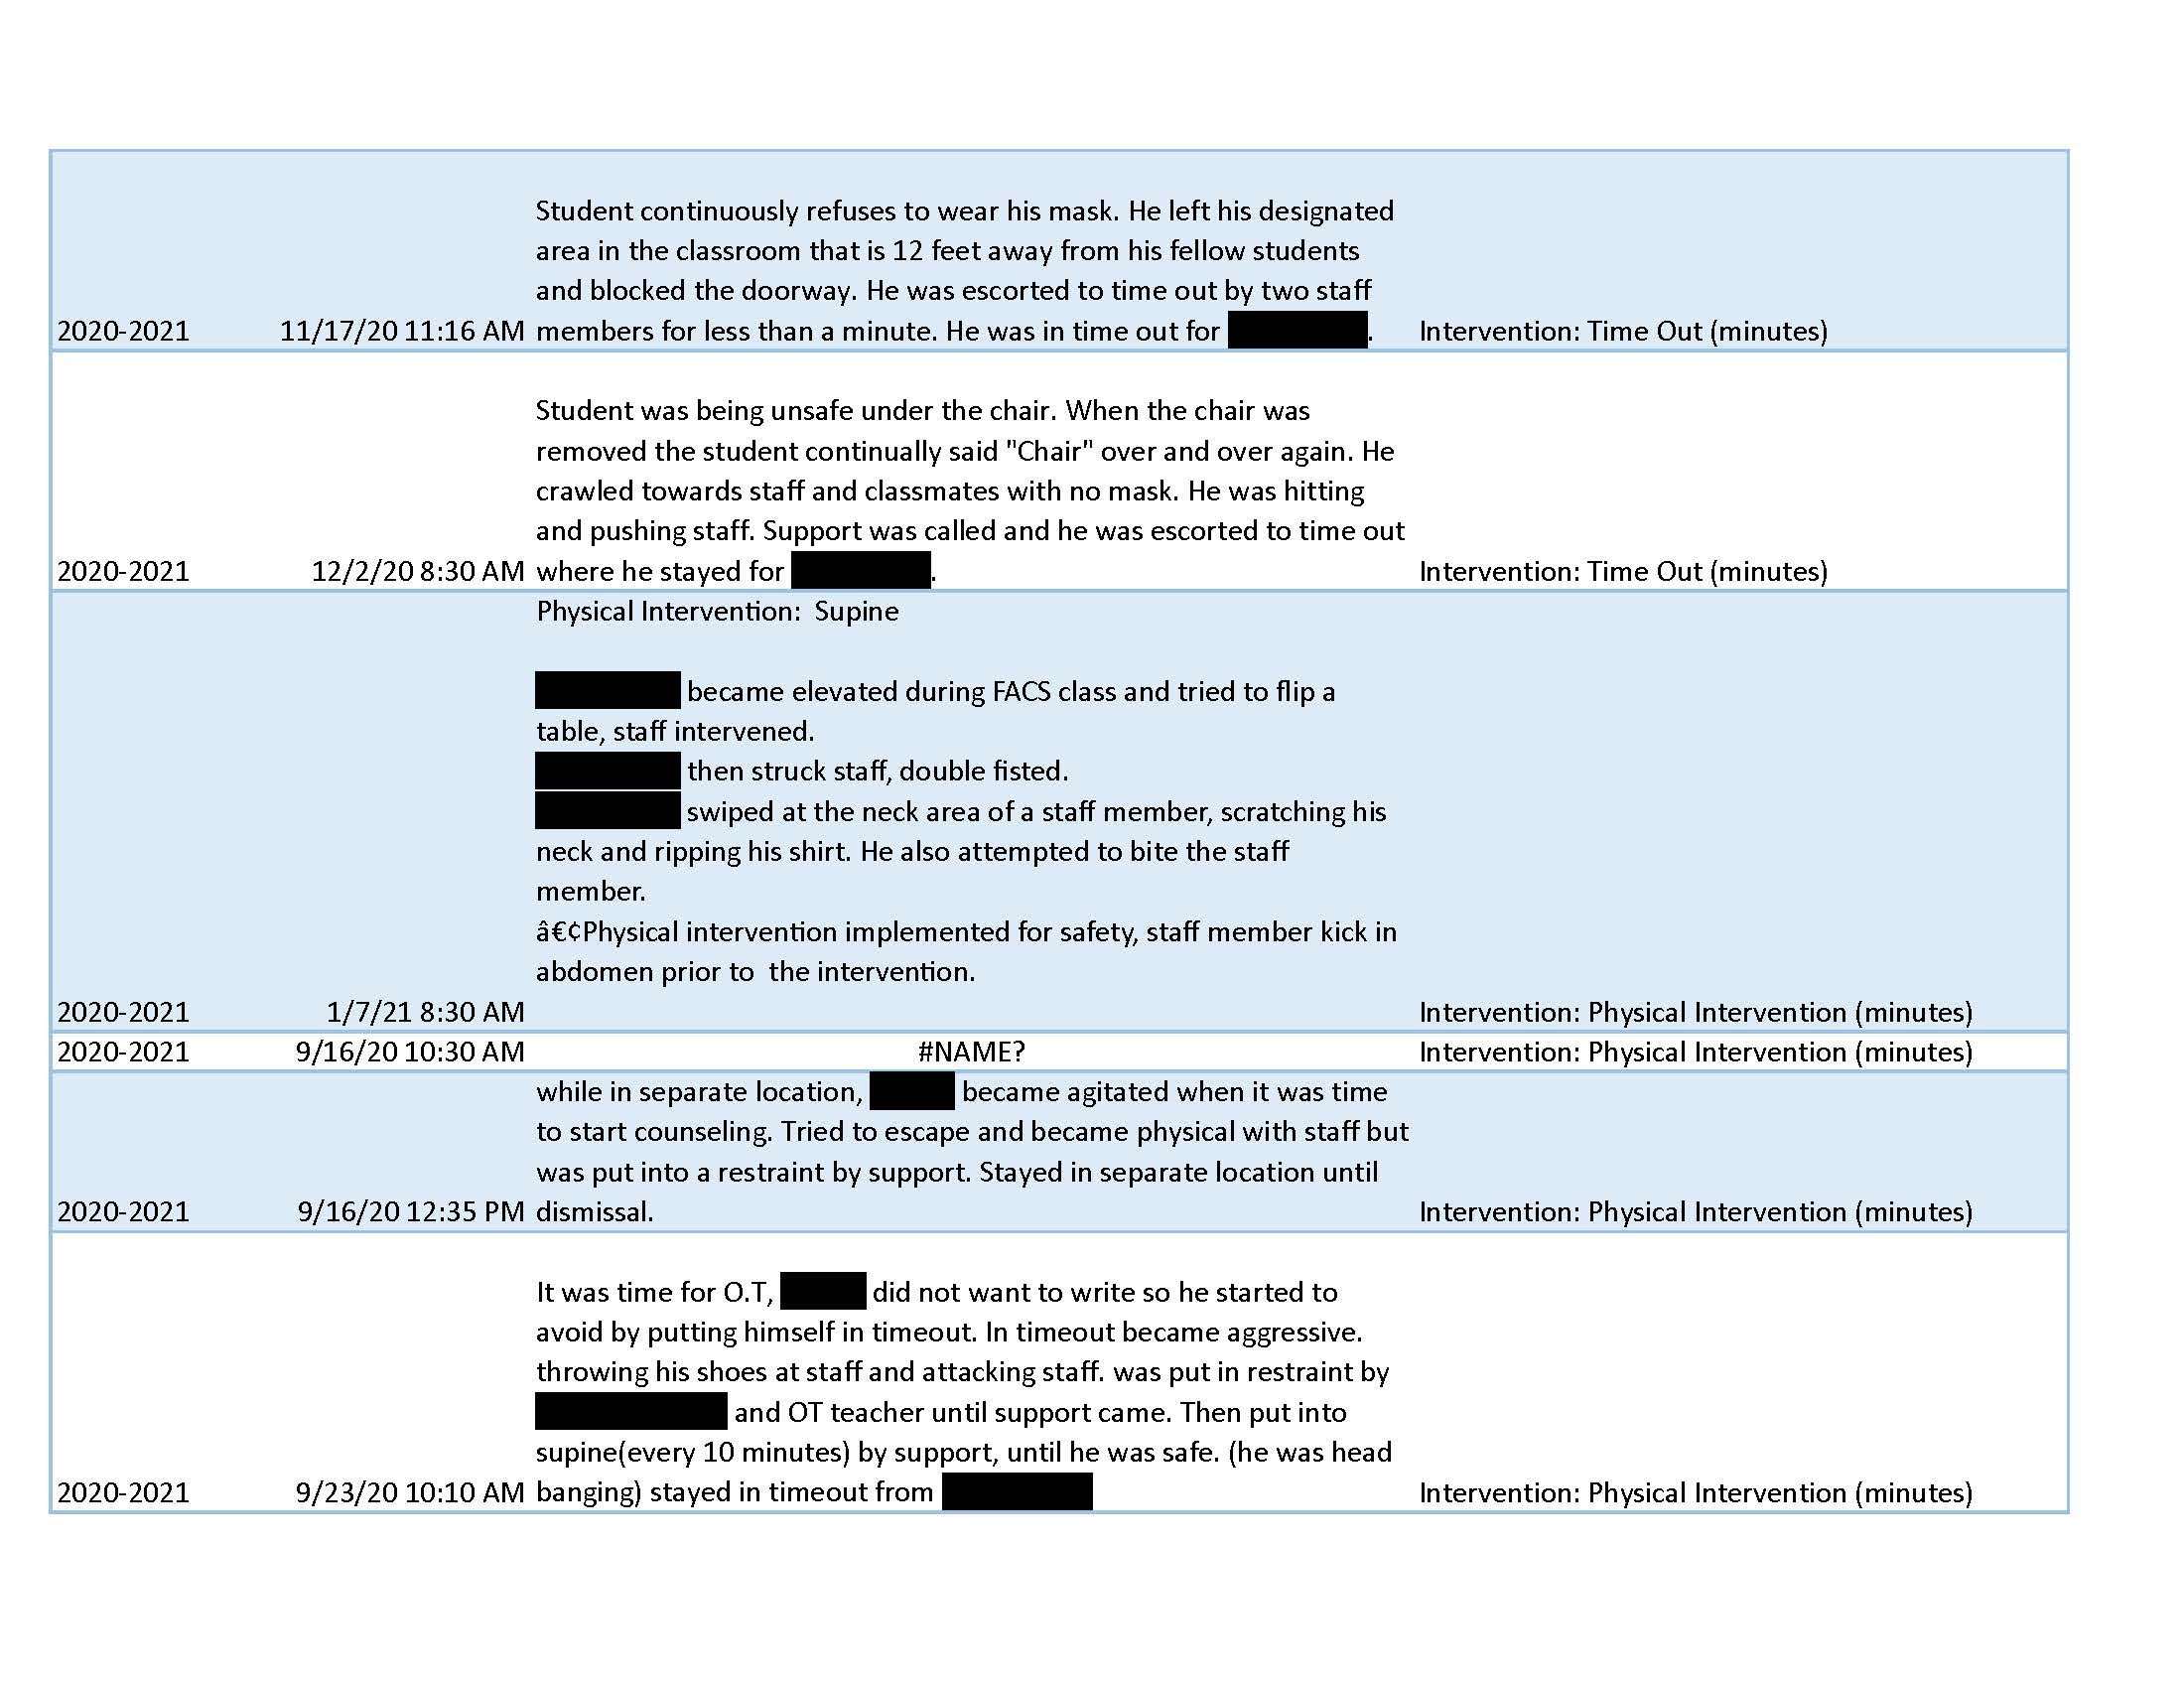 Student continuously refuses to wear his mask. He left his designated
area in the classroom that is 12 feet away from his fellow students
and blocked the doorway. He was escorted to time out by two staff
2020-2021 11/17/20 11:16 AM members for less than a minute. He was in time out for . Intervention: Time Out (minutes)
Student was being unsafe under the chair. When the chair was
removed the student continually said "Chair" over and over again. He
crawled towards staff and classmates with no mask. He was hitting
and pushing staff. Support was called and he was escorted to time out
2020-2021 12/2/20 8:30 AM where he stayed for . Intervention: Time Out (minutes)
Physical Intervention:  Supine
became elevated during FACS class and tried to flip a
table, staff intervened.
then struck staff, double fisted.
swiped at the neck area of a staff member, scratching his
neck and ripping his shirt. He also attempted to bite the staff
member.
â€¢Physical intervention implemented for safety, staff member kick in
abdomen prior to  the intervention.
2020-2021 1/7/21 8:30 AM Intervention: Physical Intervention (minutes)
2020-2021 9/16/20 10:30 AM #NAME? Intervention: Physical Intervention (minutes)
while in separate location, became agitated when it was time
to start counseling. Tried to escape and became physical with staff but
was put into a restraint by support. Stayed in separate location until
2020-2021 9/16/20 12:35 PM dismissal. Intervention: Physical Intervention (minutes)
It was time for O.T, did not want to write so he started to
avoid by putting himself in timeout. In timeout became aggressive.
throwing his shoes at staff and attacking staff. was put in restraint by
and OT teacher until support came. Then put into
supine(every 10 minutes) by support, until he was safe. (he was head
2020-2021 9/23/20 10:10 AM banging) stayed in timeout from Intervention: Physical Intervention (minutes)